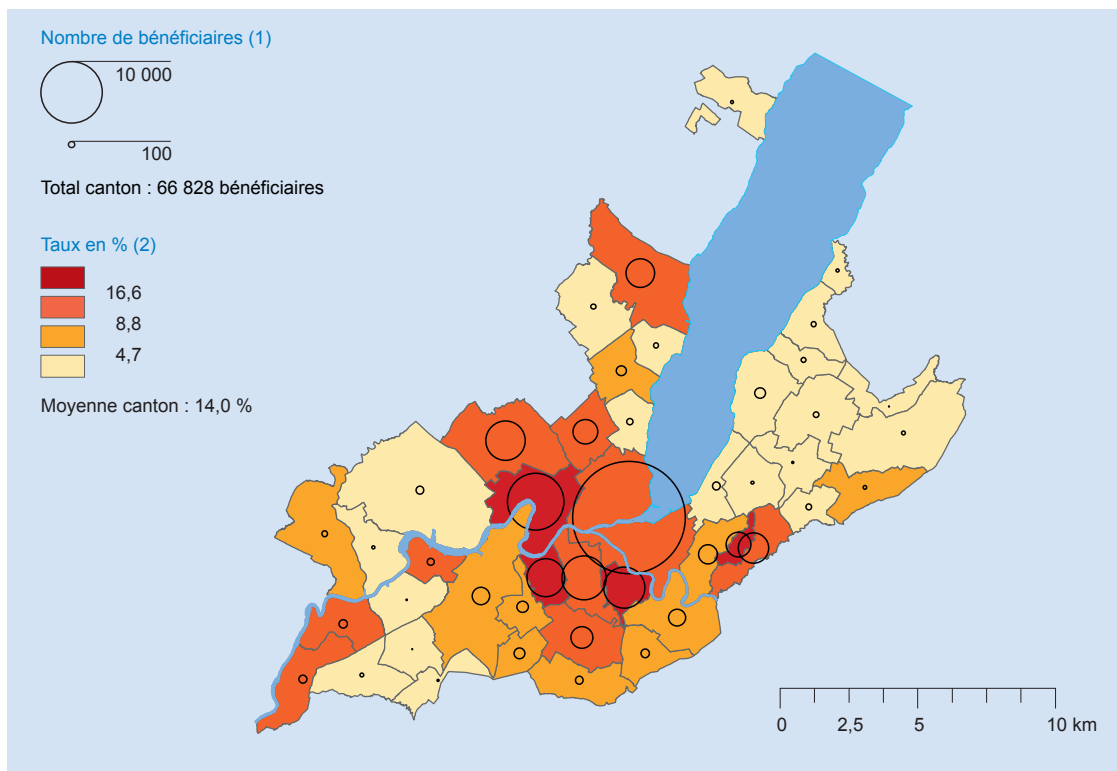 Nombre de bénéficiaires (1)
10 000
100
Total canton : 66 828 bénéficiaires
Taux en % (2)
16,6
8,8
4,7
Moyenne canton : 14,0 %
0 2,5 5 10 km